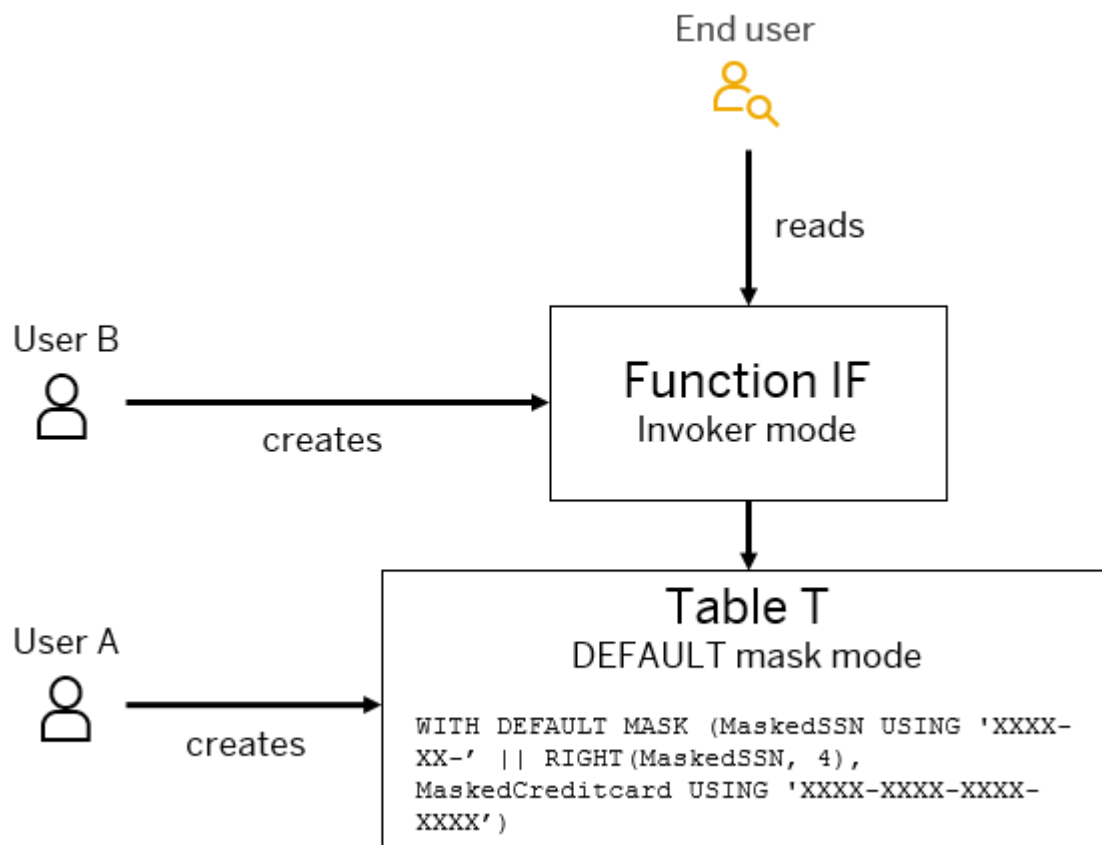 End user
reads
User B
creates
Function IF
Invoker mode
User A
creates
Table T
DEFAULT mask mode
WITH DEFAULT MASK (MaskedSSN USING 'XXXX-
XX-’ || RIGHT(MaskedSSN, 4),
MaskedCreditcard USING 'XXXX-XXXX-XXXX-
XXXX’)